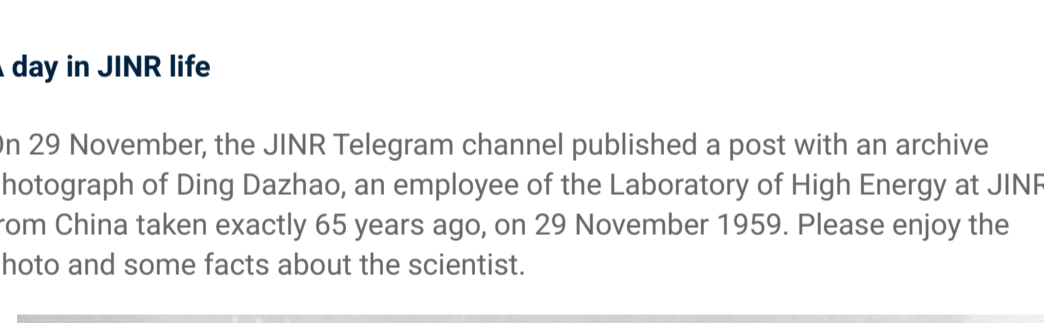 A day in JINR life
On 29 November, the JINR Telegram channel published a post with an archive
hotograph of Ding Dazhao, an employee of the Laboratory of High Energy at JINR
rom China taken exactly 65 years ago, on 29 November 1959. Please enjoy the
hoto and some facts about the scientist.